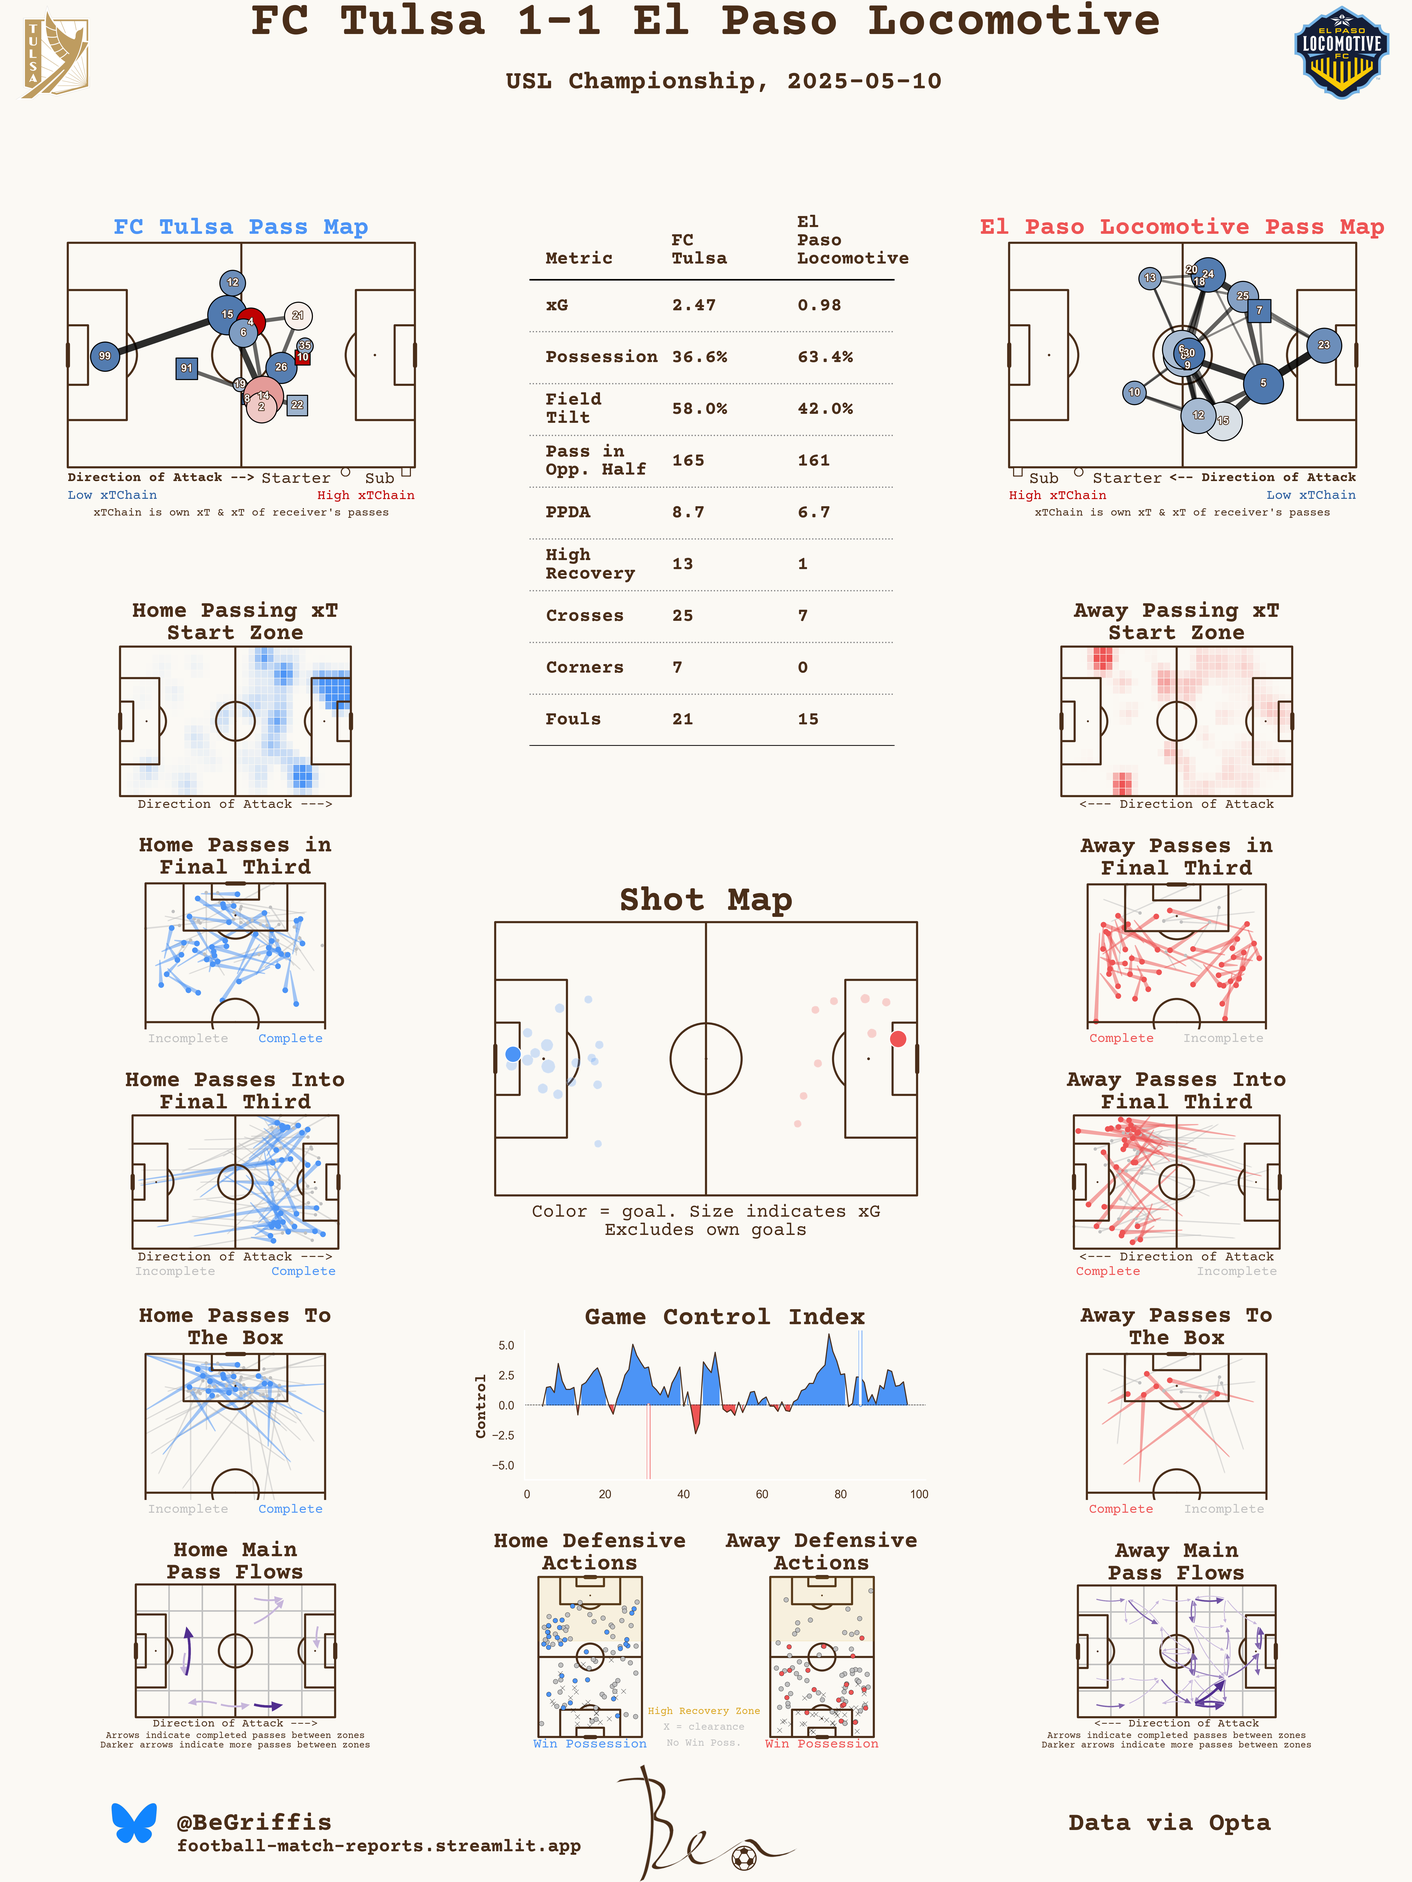 FC Tulsa 1-1 El Paso Locomotive
USL Championship, 2025-05-10
TULSA
EL PASO
LOCOMOTIVE
FC
FC Tulsa Pass Map
99
12
15
4
6
21
35
10
26
91
19
8
14
2
22
Direction of Attack --> Starter Sub
Low xTChain High xTChain
xTChain is own xT & xT of receiver's passes
Metric FC Tulsa El Paso Locomotive
xG 2.47 0.98
Possession 36.6% 63.4%
Field Tilt 58.0% 42.0%
Pass in Opp. Half 165 161
PPDA 8.7 6.7
High Recovery 13 1
Crosses 25 7
Corners 7 0
Fouls 21 15
El Paso Locomotive Pass Map
13
20
24
18
25
7
6
30
9
23
10
5
12
15
Sub Starter <-- Direction of Attack
High xTChain Low xTChain
xTChain is own xT & xT of receiver's passes
Home Passing xT
Start Zone
Direction of Attack --->
Away Passing xT
Start Zone
<--- Direction of Attack
Home Passes in
Final Third
Incomplete Complete
Away Passes in
Final Third
Complete Incomplete
Shot Map
Color = goal. Size indicates xG
Excludes own goals
Home Passes Into
Final Third
Direction of Attack --->
Incomplete Complete
Away Passes Into
Final Third
<--- Direction of Attack
Complete Incomplete
Home Passes To
The Box
Incomplete Complete
Game Control Index
Control
5.0
2.5
0.0
−2.5
−5.0
0 20 40 60 80 100
Away Passes To
The Box
Complete Incomplete
Home Main
Pass Flows
Direction of Attack --->
Arrows indicate completed passes between zones
Darker arrows indicate more passes between zones
Home Defensive
Actions
Win Possession
High Recovery Zone
X = clearance
No Win Poss.
Away Defensive
Actions
Win Possession
Away Main
Pass Flows
<--- Direction of Attack
Arrows indicate completed passes between zones
Darker arrows indicate more passes between zones
@BeGriffis
football-match-reports.streamlit.app
Ben
Data via Opta